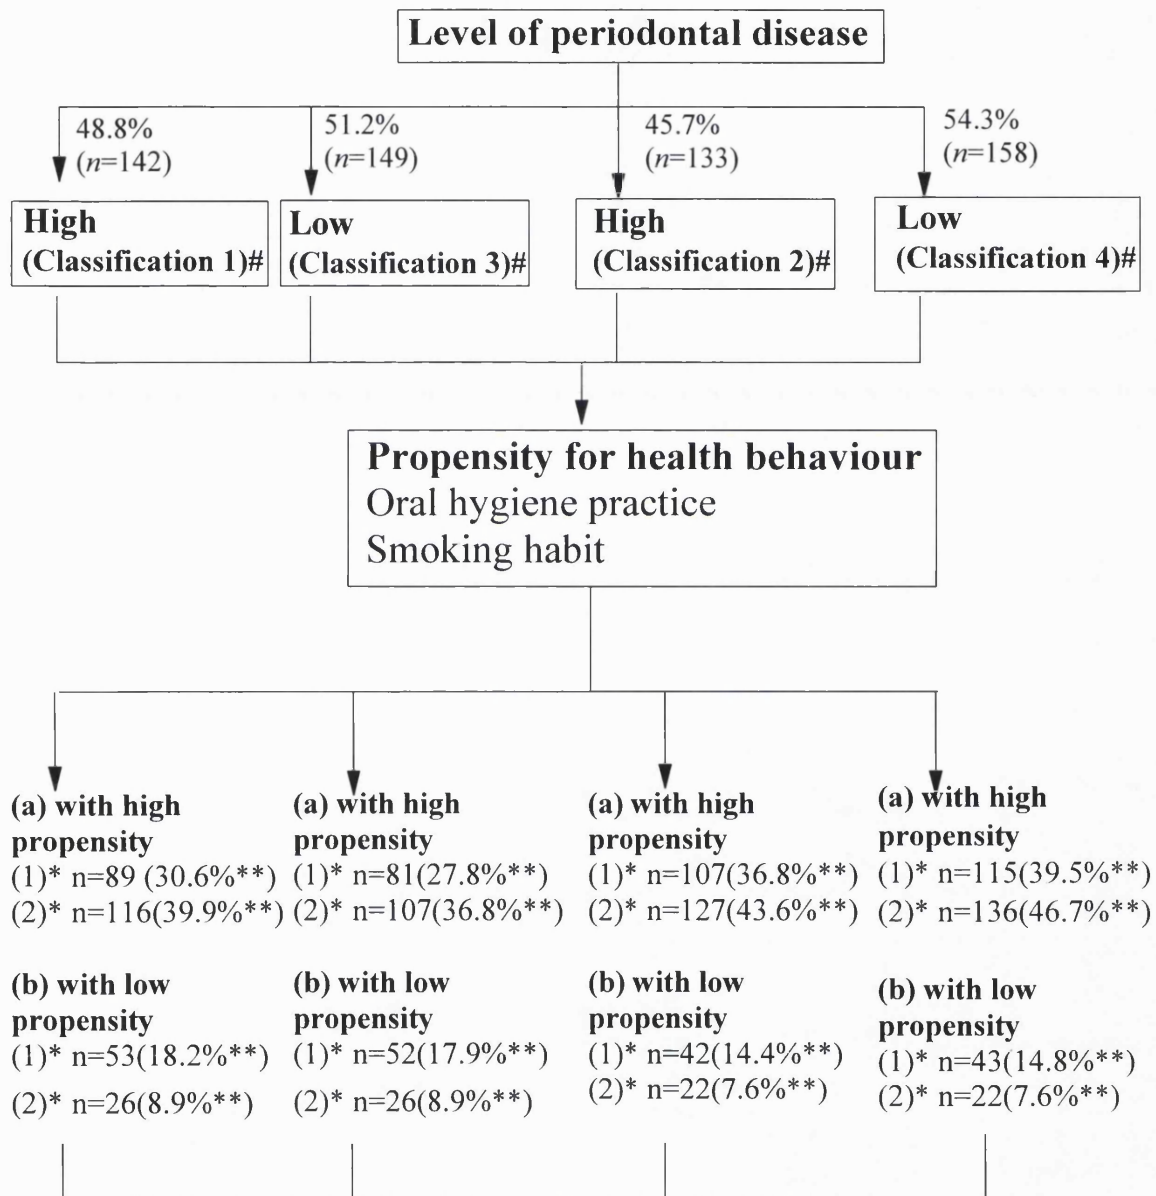 Level of periodontal disease
48.8%
(n=142)
51.2%
(n=149)
45.7%
(n=133)
54.3%
(n=158)
High
(Classification 1)#
Low
(Classification 3)#
High
(Classification 2)#
Low
(Classification 4)#
Propensity for health behaviour
Oral hygiene practice
Smoking habit
(a) with high
propensity
(1)* n=89 (30.6%**)
(2)* n=116(39.9%**)
(a) with high
propensity
(1)* n=81(27.8%**)
(2)* n=107(36.8%**)
(a) with high
propensity
(1)* n=107(36.8%**)
(2)* n=127(43.6%**)
(a) with high
propensity
(1)* n=115(39.5%**)
(2)* n=136(46.7%**)
(b) with low
propensity
(1)* n=53(18.2%**)
(2)* n=26(8.9%**)
(b) with low
propensity
(1)* n=52(17.9%**)
(2)* n=26(8.9%**)
(b) with low
propensity
(1)* n=42(14.4%**)
(2)* n=22(7.6%**)
(b) with low
propensity
(1)* n=43(14.8%**)
(2)* n=22(7.6%**)